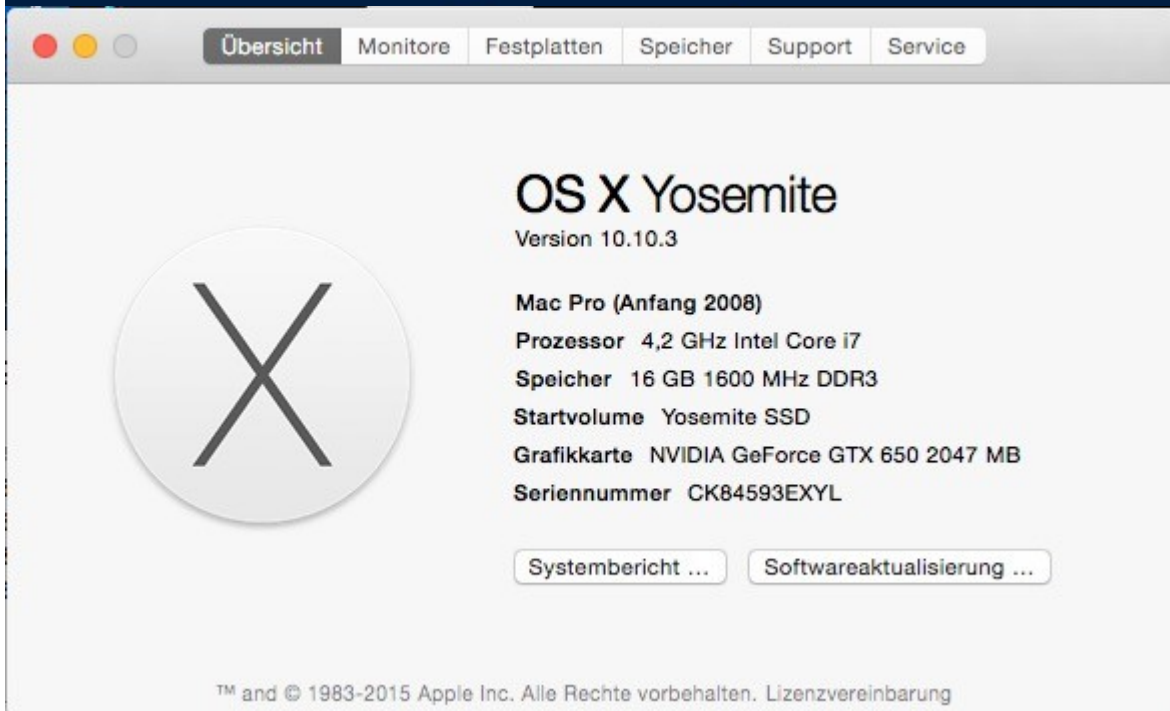 Übersicht Monitore Festplatten Speicher Support Service
OS X Yosemite
Version 10.10.3
Mac Pro (Anfang 2008)
Prozessor 4,2 GHz Intel Core i7
Speicher 16 GB 1600 MHz DDR3
Startvolume Yosemite SSD
Grafikkarte NVIDIA GeForce GTX 650 2047 MB
Seriennummer CK84593EXYL
Systembericht ... Softwareaktualisierung ...
™ and © 1983-2015 Apple Inc. Alle Rechte vorbehalten. Lizenzvereinbarung